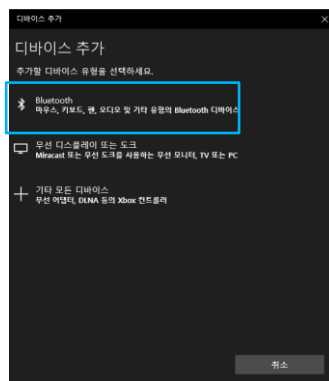 디바이스 추가
디바이스 추가
추가할 디바이스 유형을 선택하세요.
Bluetooth
마우스, 키보드, 펜, 오디오 및 기타 유형의 Bluetooth 디바이스
무선 디스플레이 또는 도크
Miracast 또는 무선 도크를 사용하는 무선 모니터, TV 또는 PC
기타 모든 디바이스
무선 어댑터, DLNA 등의 Xbox 컨트롤러
취소